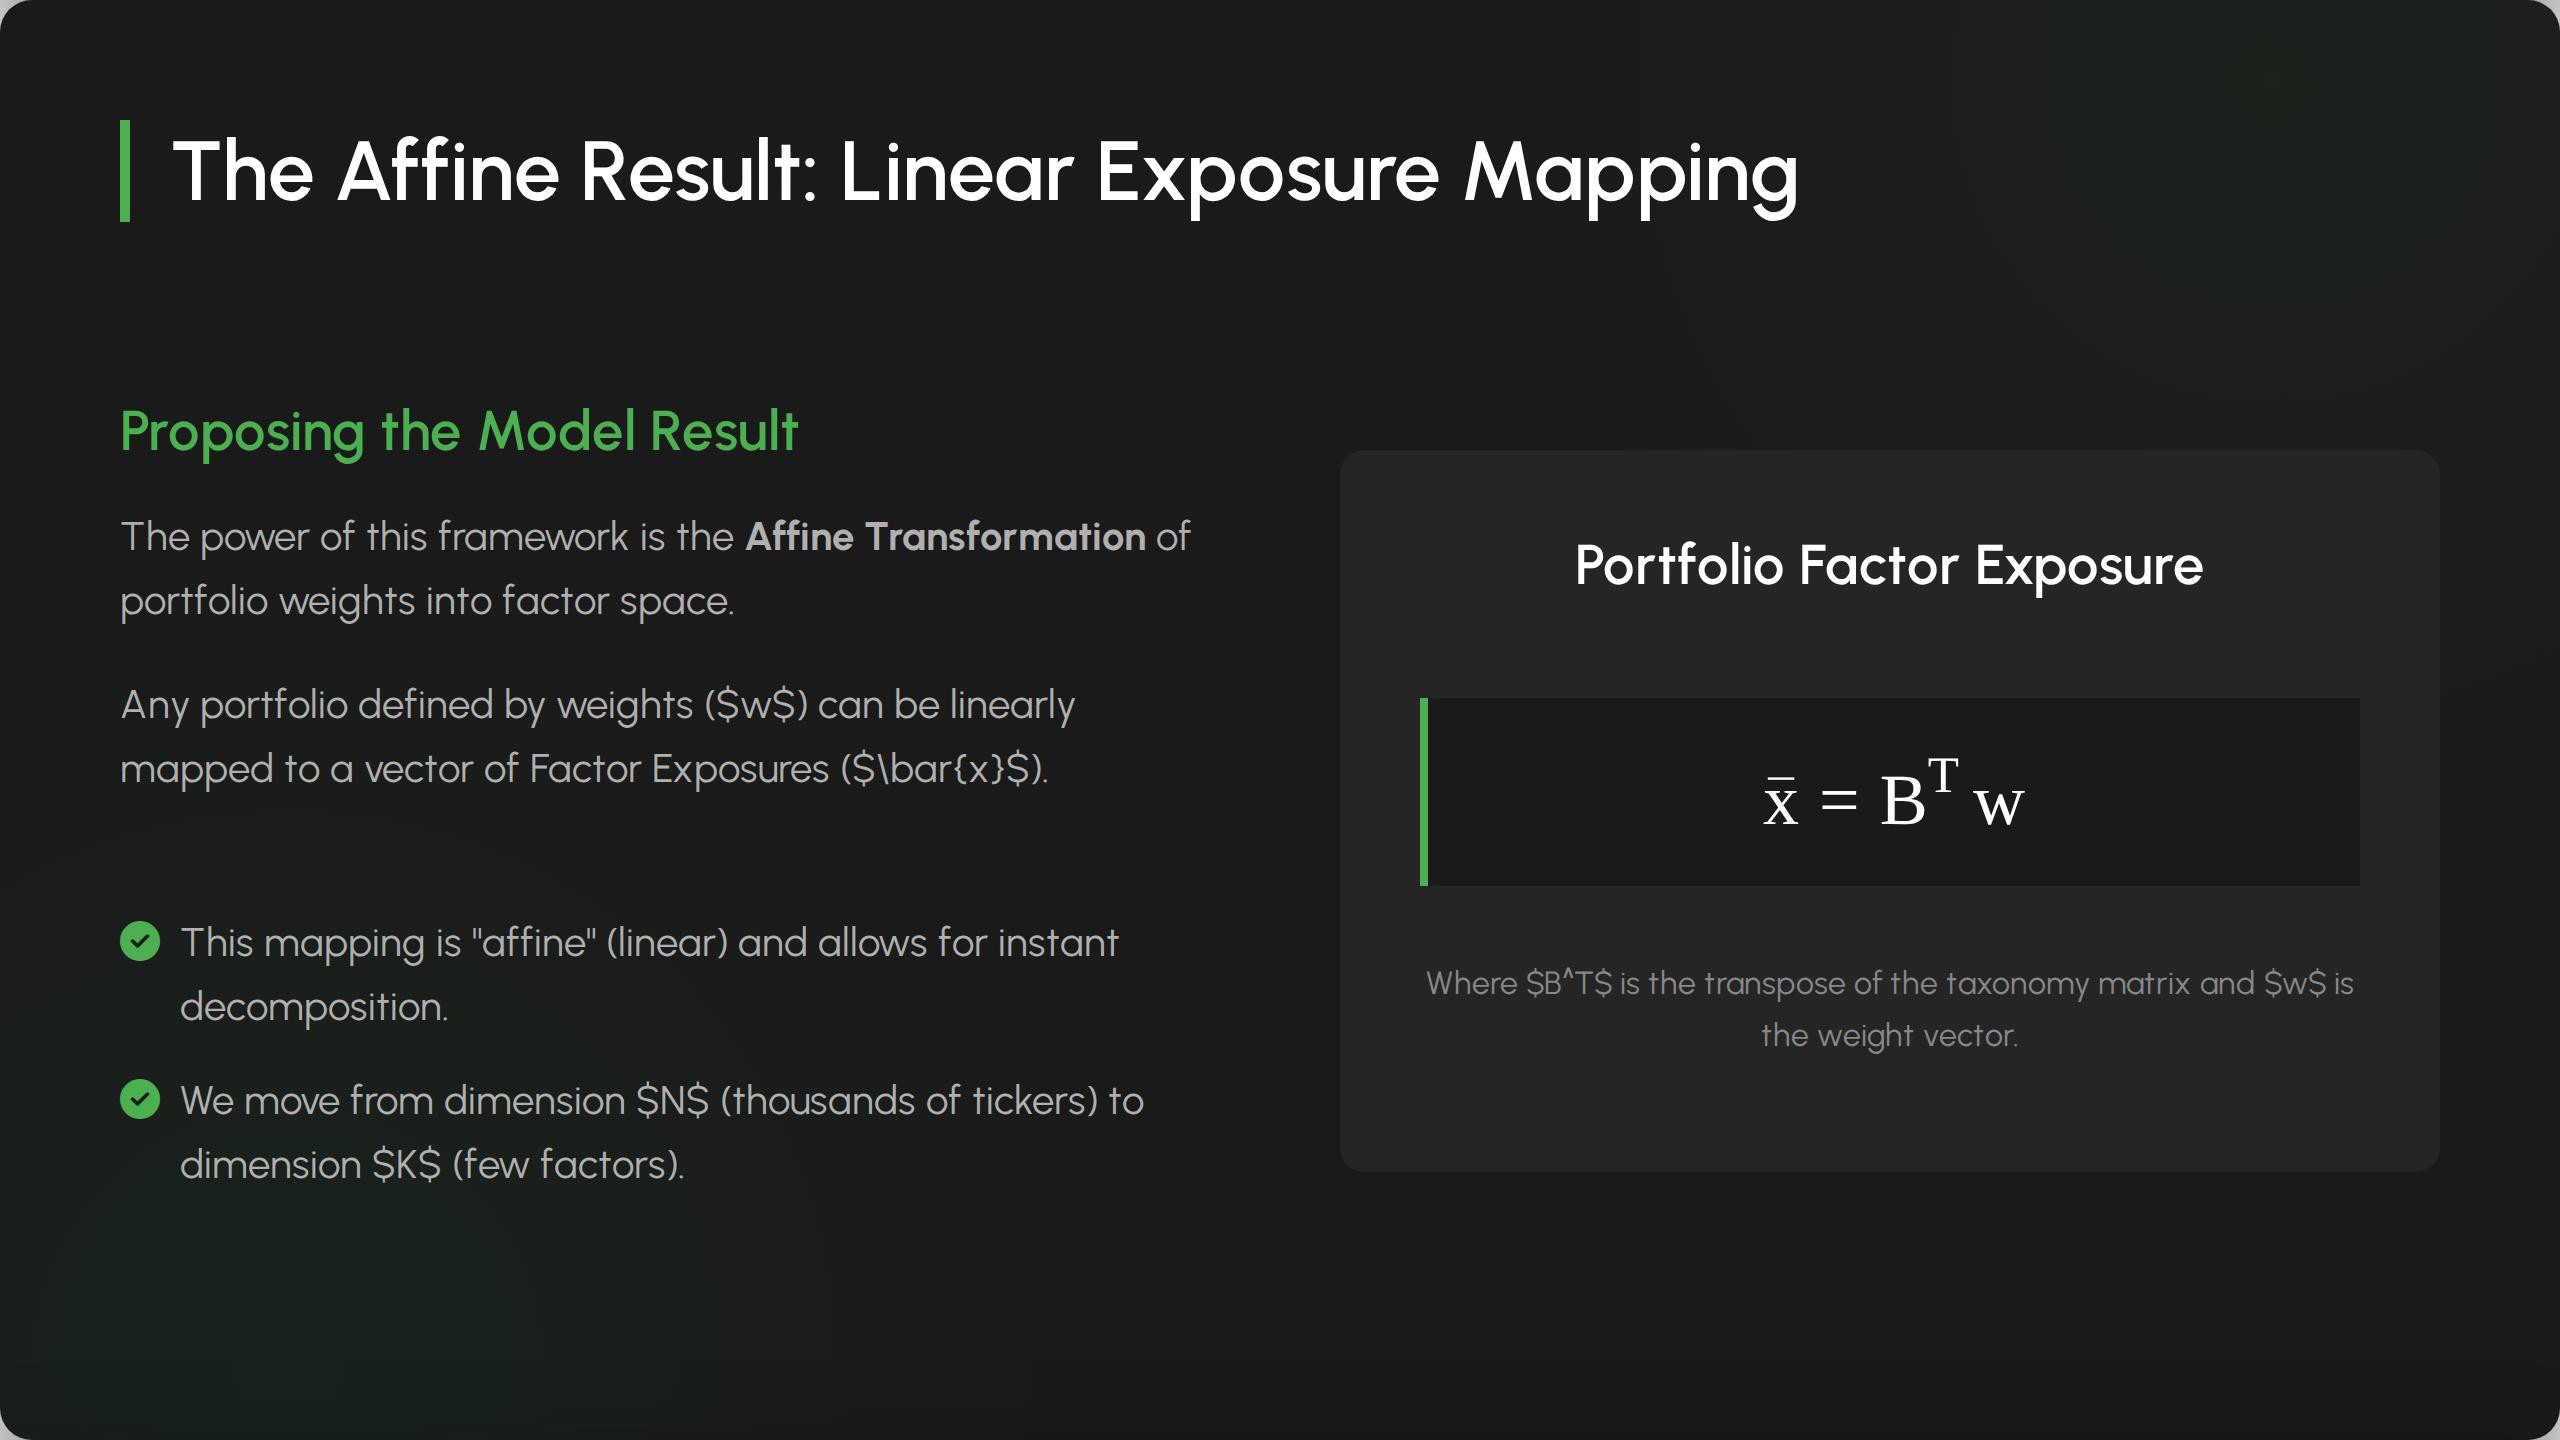 The Affine Result: Linear Exposure Mapping
Proposing the Model Result
The power of this framework is the Affine Transformation of
portfolio weights into factor space.
Any portfolio defined by weights ($w$) can be linearly
mapped to a vector of Factor Exposures ($\bar{x}$).
This mapping is "affine" (linear) and allows for instant
decomposition.
We move from dimension $N$ (thousands of tickers) to
dimension $K$ (few factors).
Portfolio Factor Exposure
x̄ = Bᵀ w
Where $B^T$ is the transpose of the taxonomy matrix and $w$ is
the weight vector.